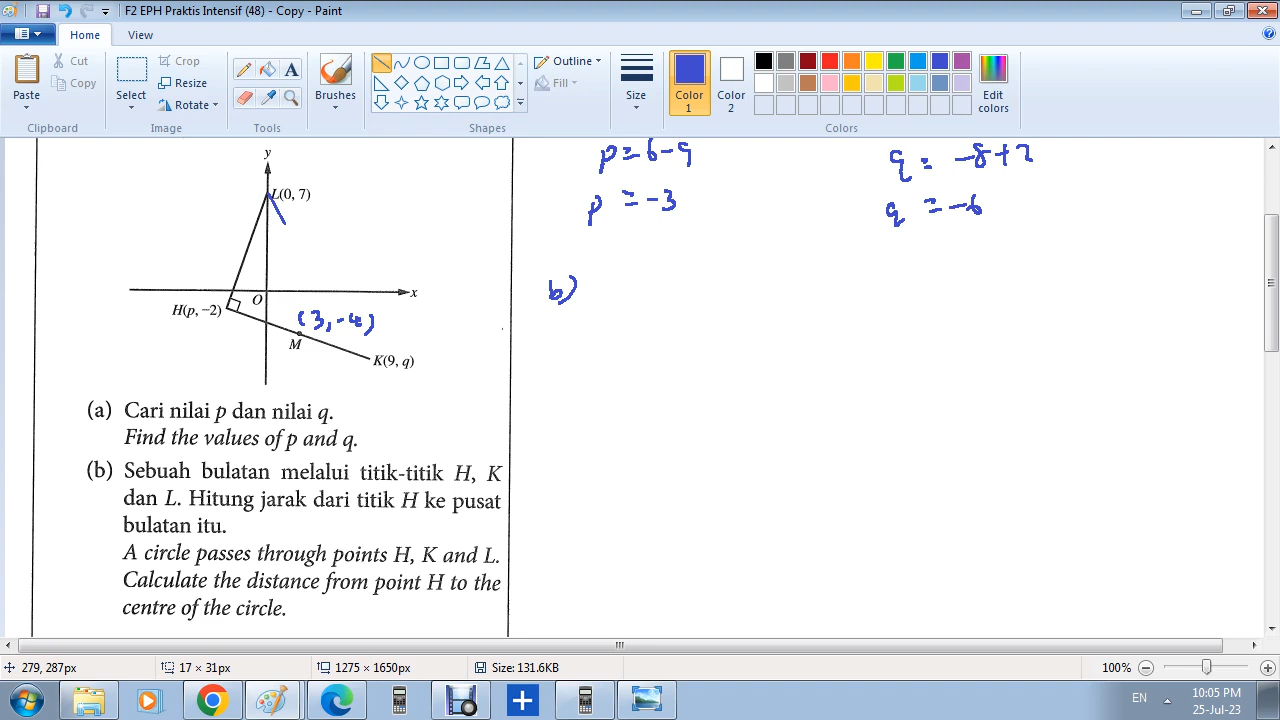 F2 EPH Praktis Intensif (48) - Copy - Paint
Home View
Paste
Cut
Copy
Clipboard
Select
Crop
Resize
Rotate
Image
Tools
Brushes
Shapes
Outline
Fill
Size
Color 1
Color 2
Edit colors
Colors
y
L(0, 7)
x
O
H(p, −2)
(3, -4)
M
K(9, q)
(a) Cari nilai p dan nilai q.
Find the values of p and q.
(b) Sebuah bulatan melalui titik-titik H, K
dan L. Hitung jarak dari titik H ke pusat
bulatan itu.
A circle passes through points H, K and L.
Calculate the distance from point H to the
centre of the circle.
p = 6 - 9
p = -3
q = -8+2
q = -6
b)
279, 287px
17 × 31px
1275 × 1650px
Size: 131.6KB
100%
EN
10:05 PM
25-Jul-23